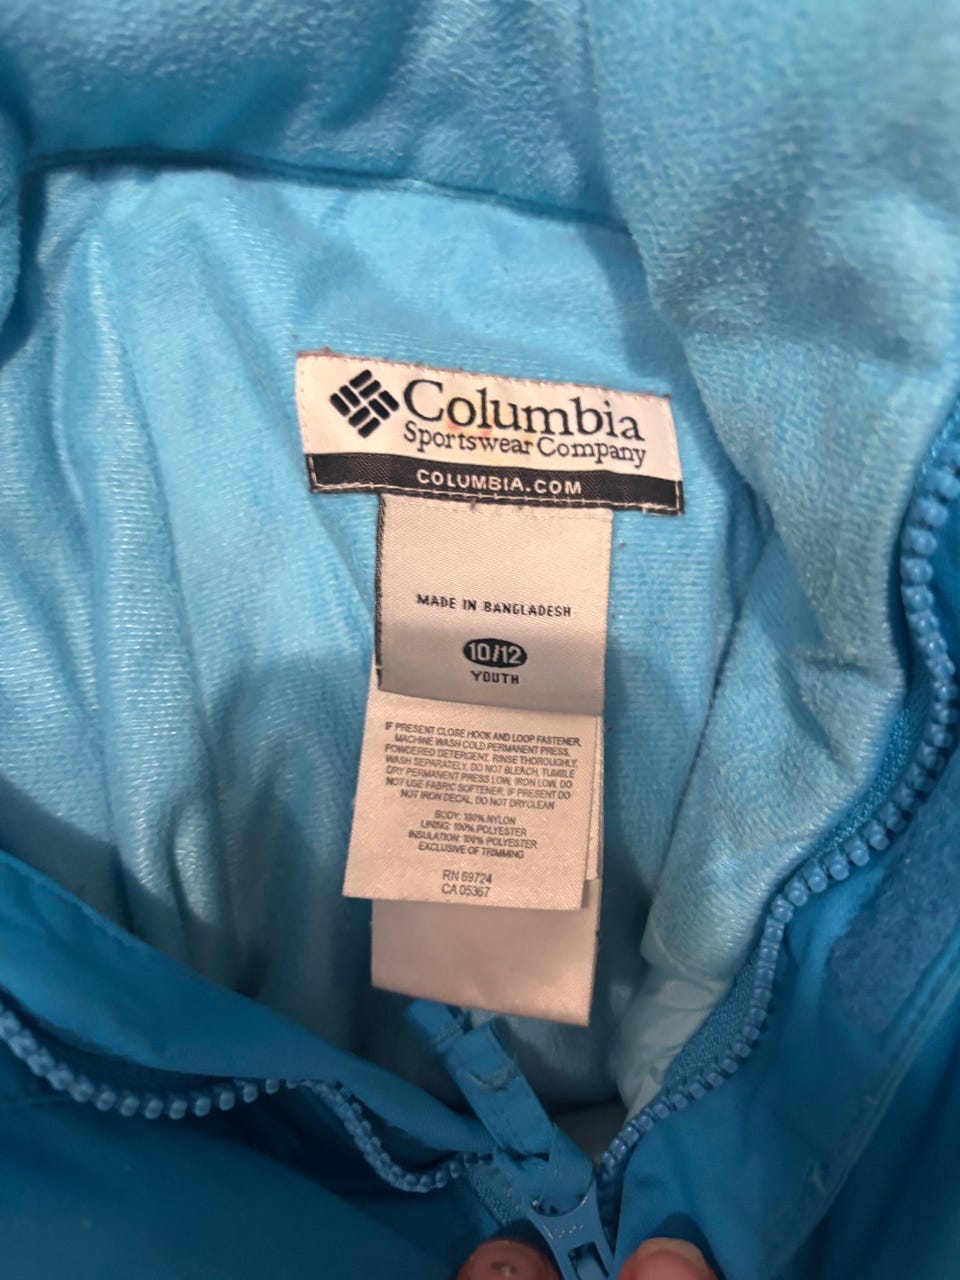 Columbia
Sportswear Company
COLUMBIA.COM
MADE IN BANGLADESH
10/12
YOUTH
IF PRESENT CLOSE HOOK AND LOOP FASTENER,
MACHINE WASH COLD PERMANENT PRESS,
POWDERED DETERGENT, RINSE THOROUGHLY,
WASH SEPARATELY, DO NOT BLEACH, TUMBLE
DRY PERMANENT PRESS LOW, IRON LOW, DO
NOT USE FABRIC SOFTENER. IF PRESENT DO
NOT IRON DECAL, DO NOT DRYCLEAN
BODY: 100% NYLON
LINING: 100% POLYESTER
INSULATION: 100% POLYESTER
EXCLUSIVE OF TRIMMING
RN 69724
CA 05367